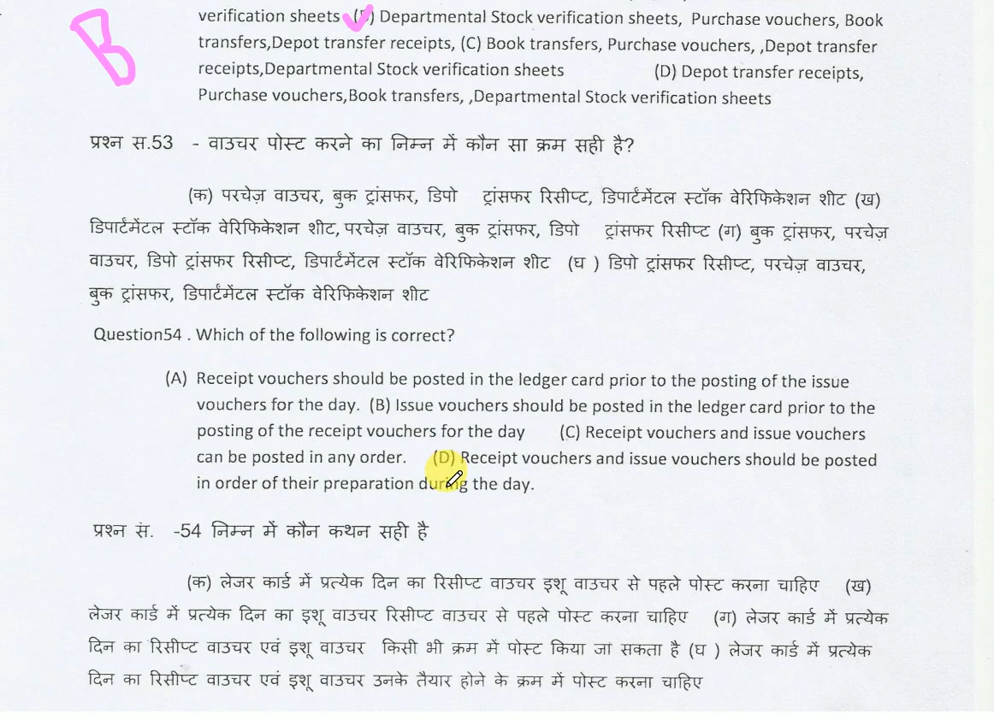 B
verification sheets (B) Departmental Stock verification sheets, Purchase vouchers, Book
transfers,Depot transfer receipts, (C) Book transfers, Purchase vouchers, ,Depot transfer
receipts,Departmental Stock verification sheets (D) Depot transfer receipts,
Purchase vouchers,Book transfers, ,Departmental Stock verification sheets
प्रश्न स.53 - वाउचर पोस्ट करने का निम्न में कौन सा क्रम सही है?
(क) परचेज़ वाउचर, बुक ट्रांसफर, डिपो ट्रांसफर रिसीप्ट, डिपार्टमेंटल स्टॉक वेरिफिकेशन शीट (ख)
डिपार्टमेंटल स्टॉक वेरिफिकेशन शीट, परचेज़ वाउचर, बुक ट्रांसफर, डिपो ट्रांसफर रिसीप्ट (ग) बुक ट्रांसफर, परचेज़
वाउचर, डिपो ट्रांसफर रिसीप्ट, डिपार्टमेंटल स्टॉक वेरिफिकेशन शीट (घ ) डिपो ट्रांसफर रिसीप्ट, परचेज़ वाउचर,
बुक ट्रांसफर, डिपार्टमेंटल स्टॉक वेरिफिकेशन शीट
Question54 . Which of the following is correct?
(A) Receipt vouchers should be posted in the ledger card prior to the posting of the issue
vouchers for the day. (B) Issue vouchers should be posted in the ledger card prior to the
posting of the receipt vouchers for the day (C) Receipt vouchers and issue vouchers
can be posted in any order. (D) Receipt vouchers and issue vouchers should be posted
in order of their preparation during the day.
प्रश्न सं. -54 निम्न में कौन कथन सही है
(क) लेजर कार्ड में प्रत्येक दिन का रिसीप्ट वाउचर इशू वाउचर से पहले पोस्ट करना चाहिए (ख)
लेजर कार्ड में प्रत्येक दिन का इशू वाउचर रिसीप्ट वाउचर से पहले पोस्ट करना चाहिए (ग) लेजर कार्ड में प्रत्येक
दिन का रिसीप्ट वाउचर एवं इशू वाउचर किसी भी क्रम में पोस्ट किया जा सकता है (घ ) लेजर कार्ड में प्रत्येक
दिन का रिसीप्ट वाउचर एवं इशू वाउचर उनके तैयार होने के क्रम में पोस्ट करना चाहिए